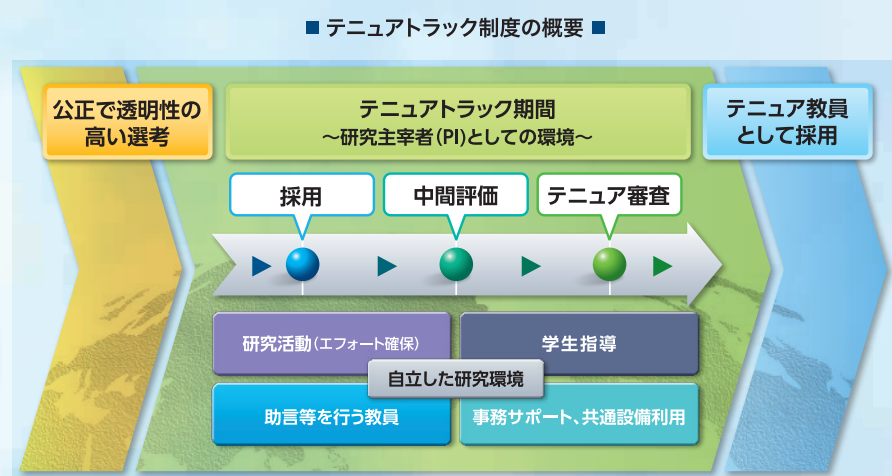 ■ テニュアトラック制度の概要 ■
公正で透明性の
高い選考
テニュアトラック期間
～研究主宰者(PI)としての環境～
テニュア教員
として採用
採用
中間評価
テニュア審査
研究活動(エフォート確保)
学生指導
自立した研究環境
助言等を行う教員
事務サポート、共通設備利用